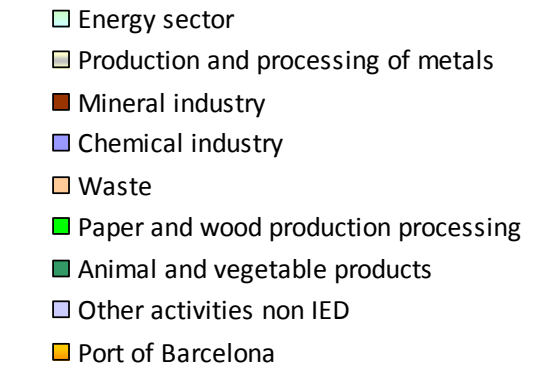 Energy sector
Production and processing of metals
Mineral industry
Chemical industry
Waste
Paper and wood production processing
Animal and vegetable products
Other activities non IED
Port of Barcelona